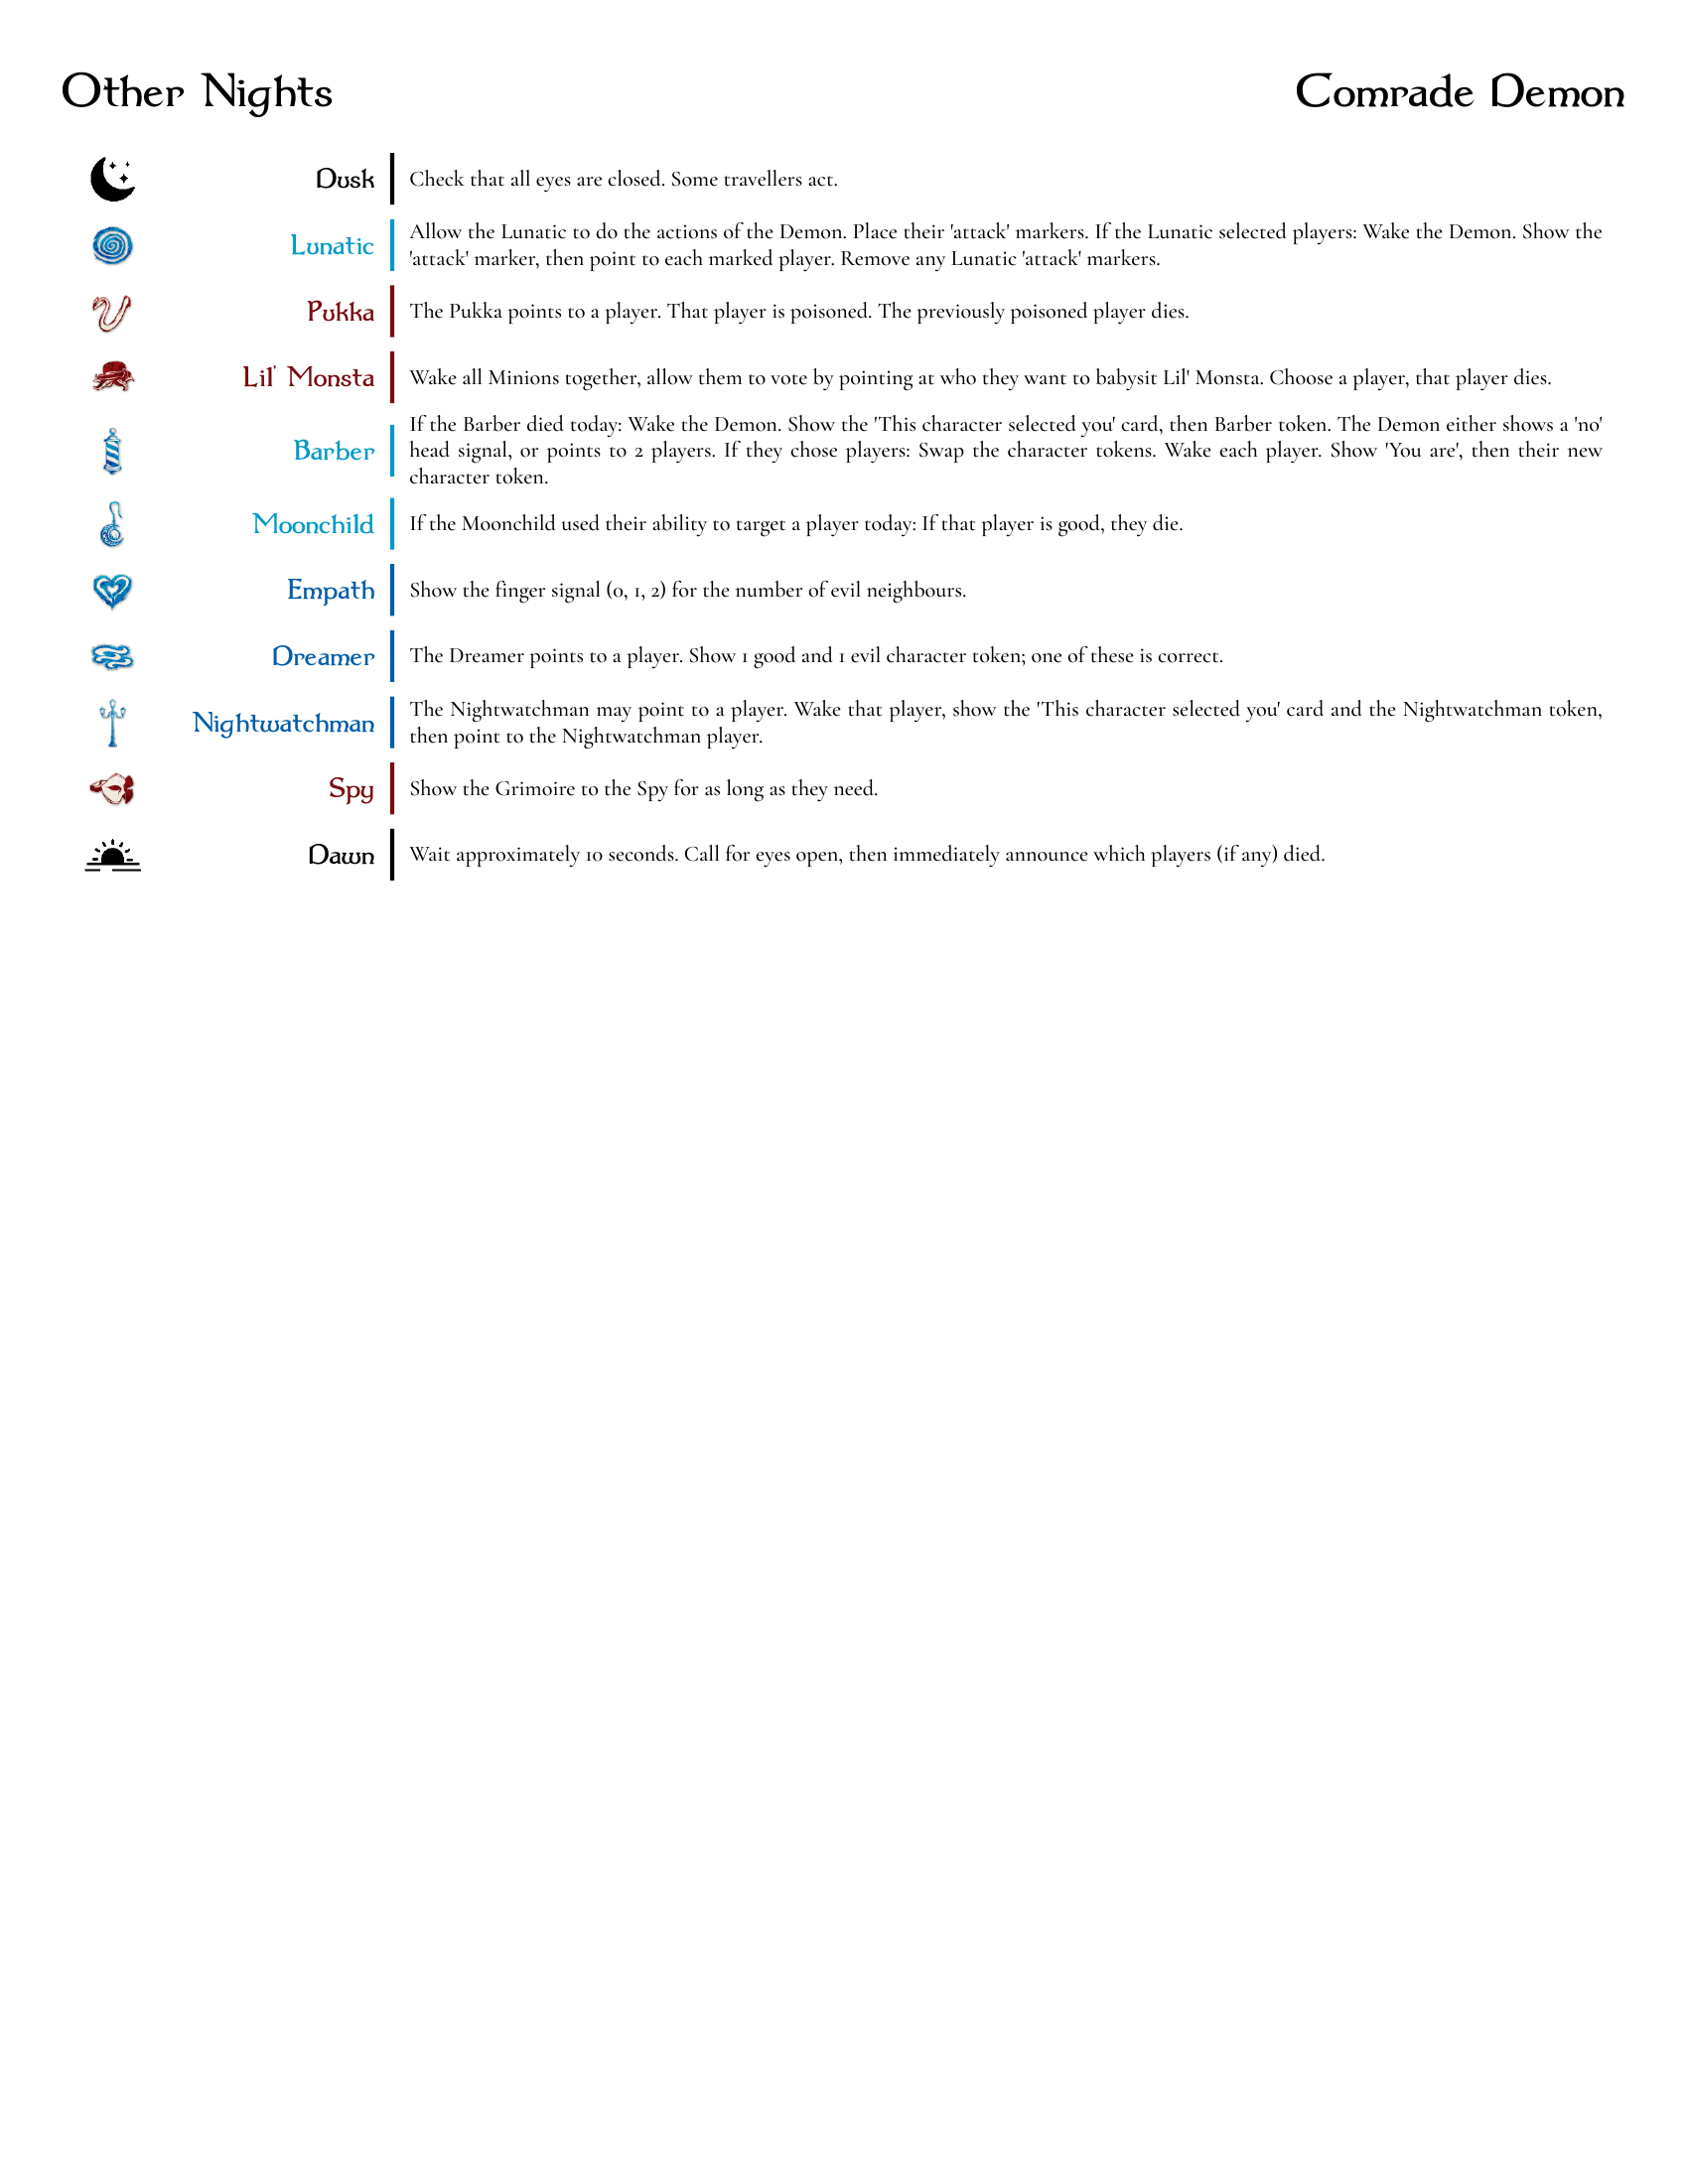 Other Nights
Comrade Demon
Dusk
Check that all eyes are closed. Some travellers act.
Lunatic
Allow the Lunatic to do the actions of the Demon. Place their 'attack' markers. If the Lunatic selected players: Wake the Demon. Show the
'attack' marker, then point to each marked player. Remove any Lunatic 'attack' markers.
Pukka
The Pukka points to a player. That player is poisoned. The previously poisoned player dies.
Lil' Monsta
Wake all Minions together, allow them to vote by pointing at who they want to babysit Lil' Monsta. Choose a player, that player dies.
Barber
If the Barber died today: Wake the Demon. Show the 'This character selected you' card, then Barber token. The Demon either shows a 'no'
head signal, or points to 2 players. If they chose players: Swap the character tokens. Wake each player. Show 'You are', then their new
character token.
Moonchild
If the Moonchild used their ability to target a player today: If that player is good, they die.
Empath
Show the finger signal (0, 1, 2) for the number of evil neighbours.
Dreamer
The Dreamer points to a player. Show 1 good and 1 evil character token; one of these is correct.
Nightwatchman
The Nightwatchman may point to a player. Wake that player, show the 'This character selected you' card and the Nightwatchman token,
then point to the Nightwatchman player.
Spy
Show the Grimoire to the Spy for as long as they need.
Dawn
Wait approximately 10 seconds. Call for eyes open, then immediately announce which players (if any) died.